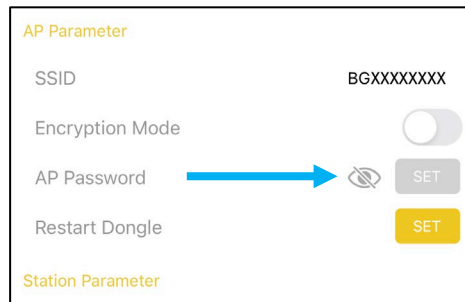 AP Parameter
SSID BGXXXXXXXX
Encryption Mode
AP Password SET
Restart Dongle SET
Station Parameter